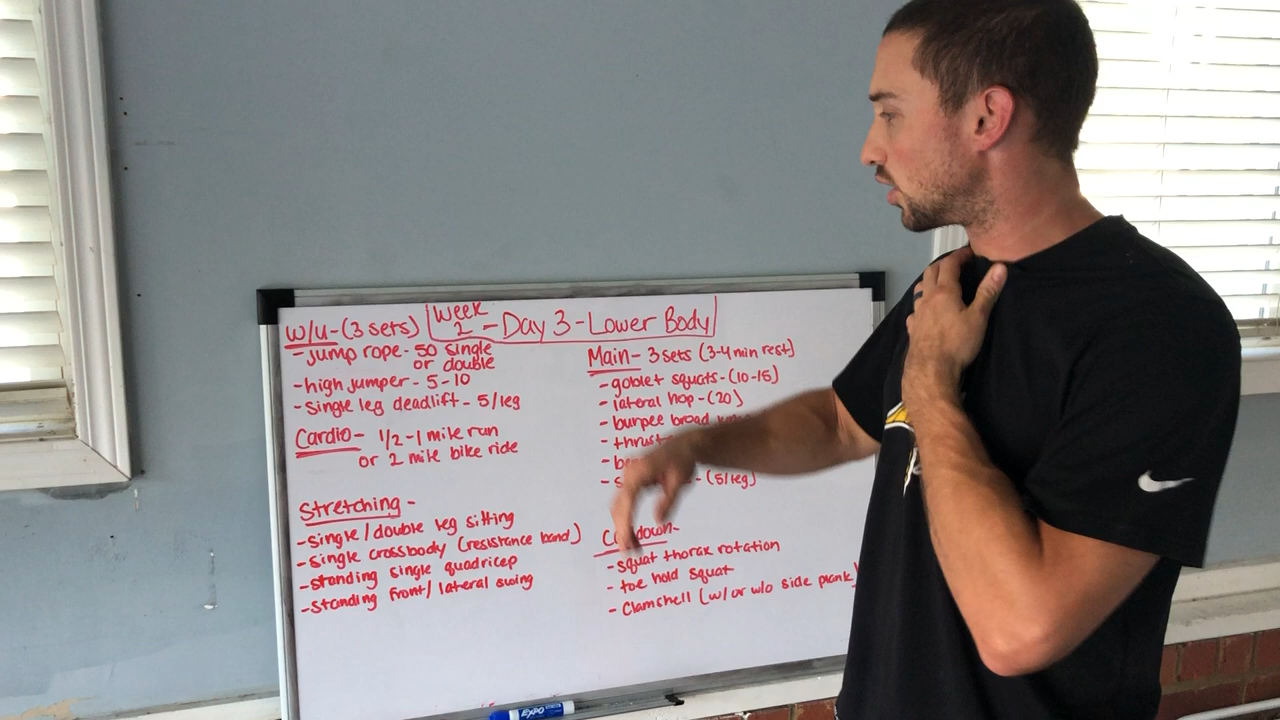 W/U-(3 sets)
Week 2 - Day 3 - Lower Body
- jump rope - 50 single
or double
- high jumper - 5-10
- single leg deadlift - 5/leg
Cardio - 1/2 - 1 mile run
or 2 mile bike ride
Stretching -
- single/double leg sitting
- single crossbody (resistance band)
- standing single quadricep
- standing front/lateral swing
Main - 3 sets (3-4 min rest)
- goblet squats - (10-15)
- lateral hop - (20)
- burpee broad
-
-
- (5/leg)
- squat thorax rotation
- toe hold squat
- clamshell (w/ or w/o side plank)
EXPO